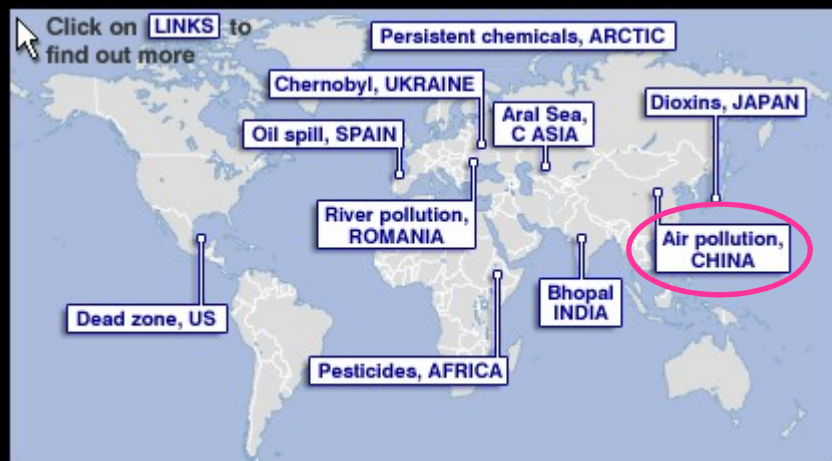 Click on LINKS to
find out more
Persistent chemicals, ARCTIC
Chernobyl, UKRAINE
Aral Sea,
C ASIA
Dioxins, JAPAN
Oil spill, SPAIN
River pollution,
ROMANIA
Air pollution,
CHINA
Bhopal
INDIA
Dead zone, US
Pesticides, AFRICA